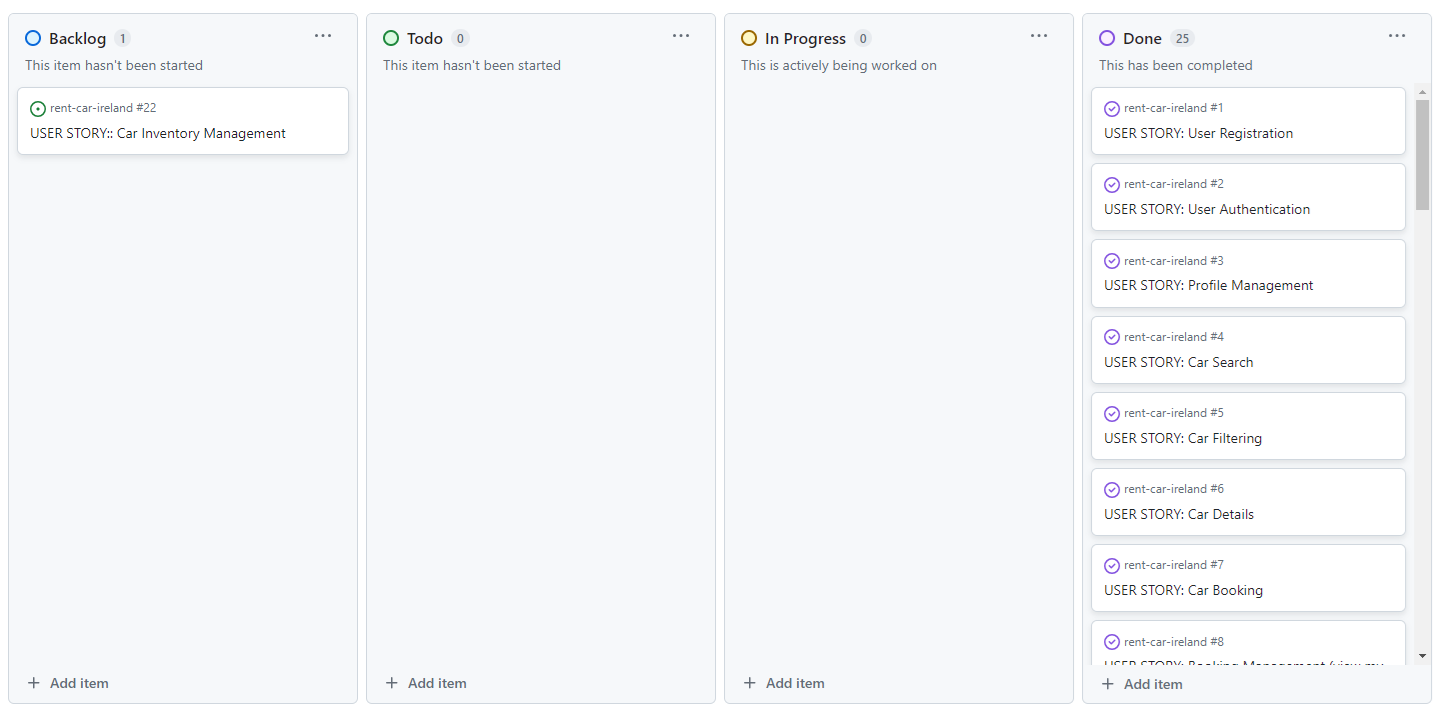 Backlog 1
This item hasn't been started
rent-car-ireland #22
USER STORY:: Car Inventory Management
Add item
Todo 0
This item hasn't been started
Add item
In Progress 0
This is actively being worked on
Add item
Done 25
This has been completed
rent-car-ireland #1
USER STORY: User Registration
rent-car-ireland #2
USER STORY: User Authentication
rent-car-ireland #3
USER STORY: Profile Management
rent-car-ireland #4
USER STORY: Car Search
rent-car-ireland #5
USER STORY: Car Filtering
rent-car-ireland #6
USER STORY: Car Details
rent-car-ireland #7
USER STORY: Car Booking
rent-car-ireland #8
USER STORY: Booking Management (view my
Add item